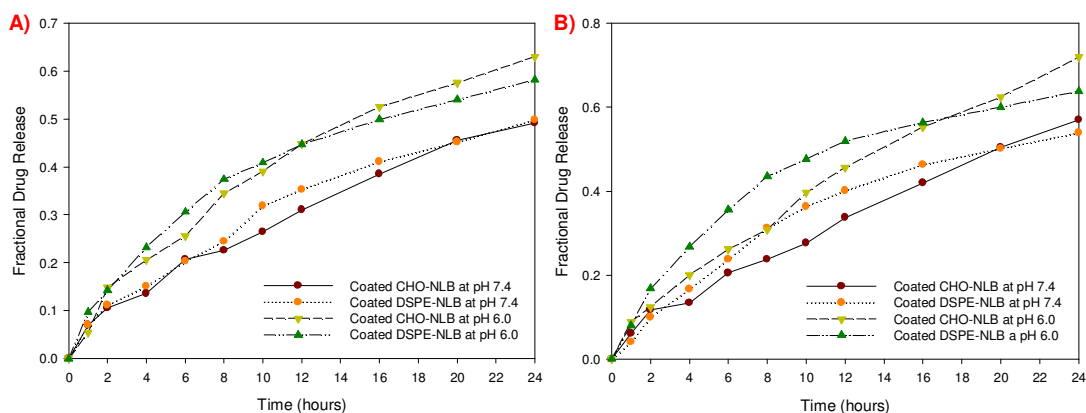 A)
0.7
0.6
0.5
0.4
0.3
0.2
0.1
0.0
Fractional Drug Release
0 2 4 6 8 10 12 14 16 18 20 22 24
Time (hours)
Coated CHO-NLB at pH 7.4
Coated DSPE-NLB at pH 7.4
Coated CHO-NLB at pH 6.0
Coated DSPE-NLB at pH 6.0
B)
0.8
0.6
0.4
0.2
0.0
Fractional Drug Release
0 2 4 6 8 10 12 14 16 18 20 22 24
Time (hours)
Coated CHO-NLB at pH 7.4
Coated DSPE-NLB at pH 7.4
Coated CHO-NLB at pH 6.0
Coated DSPE-NLB a pH 6.0